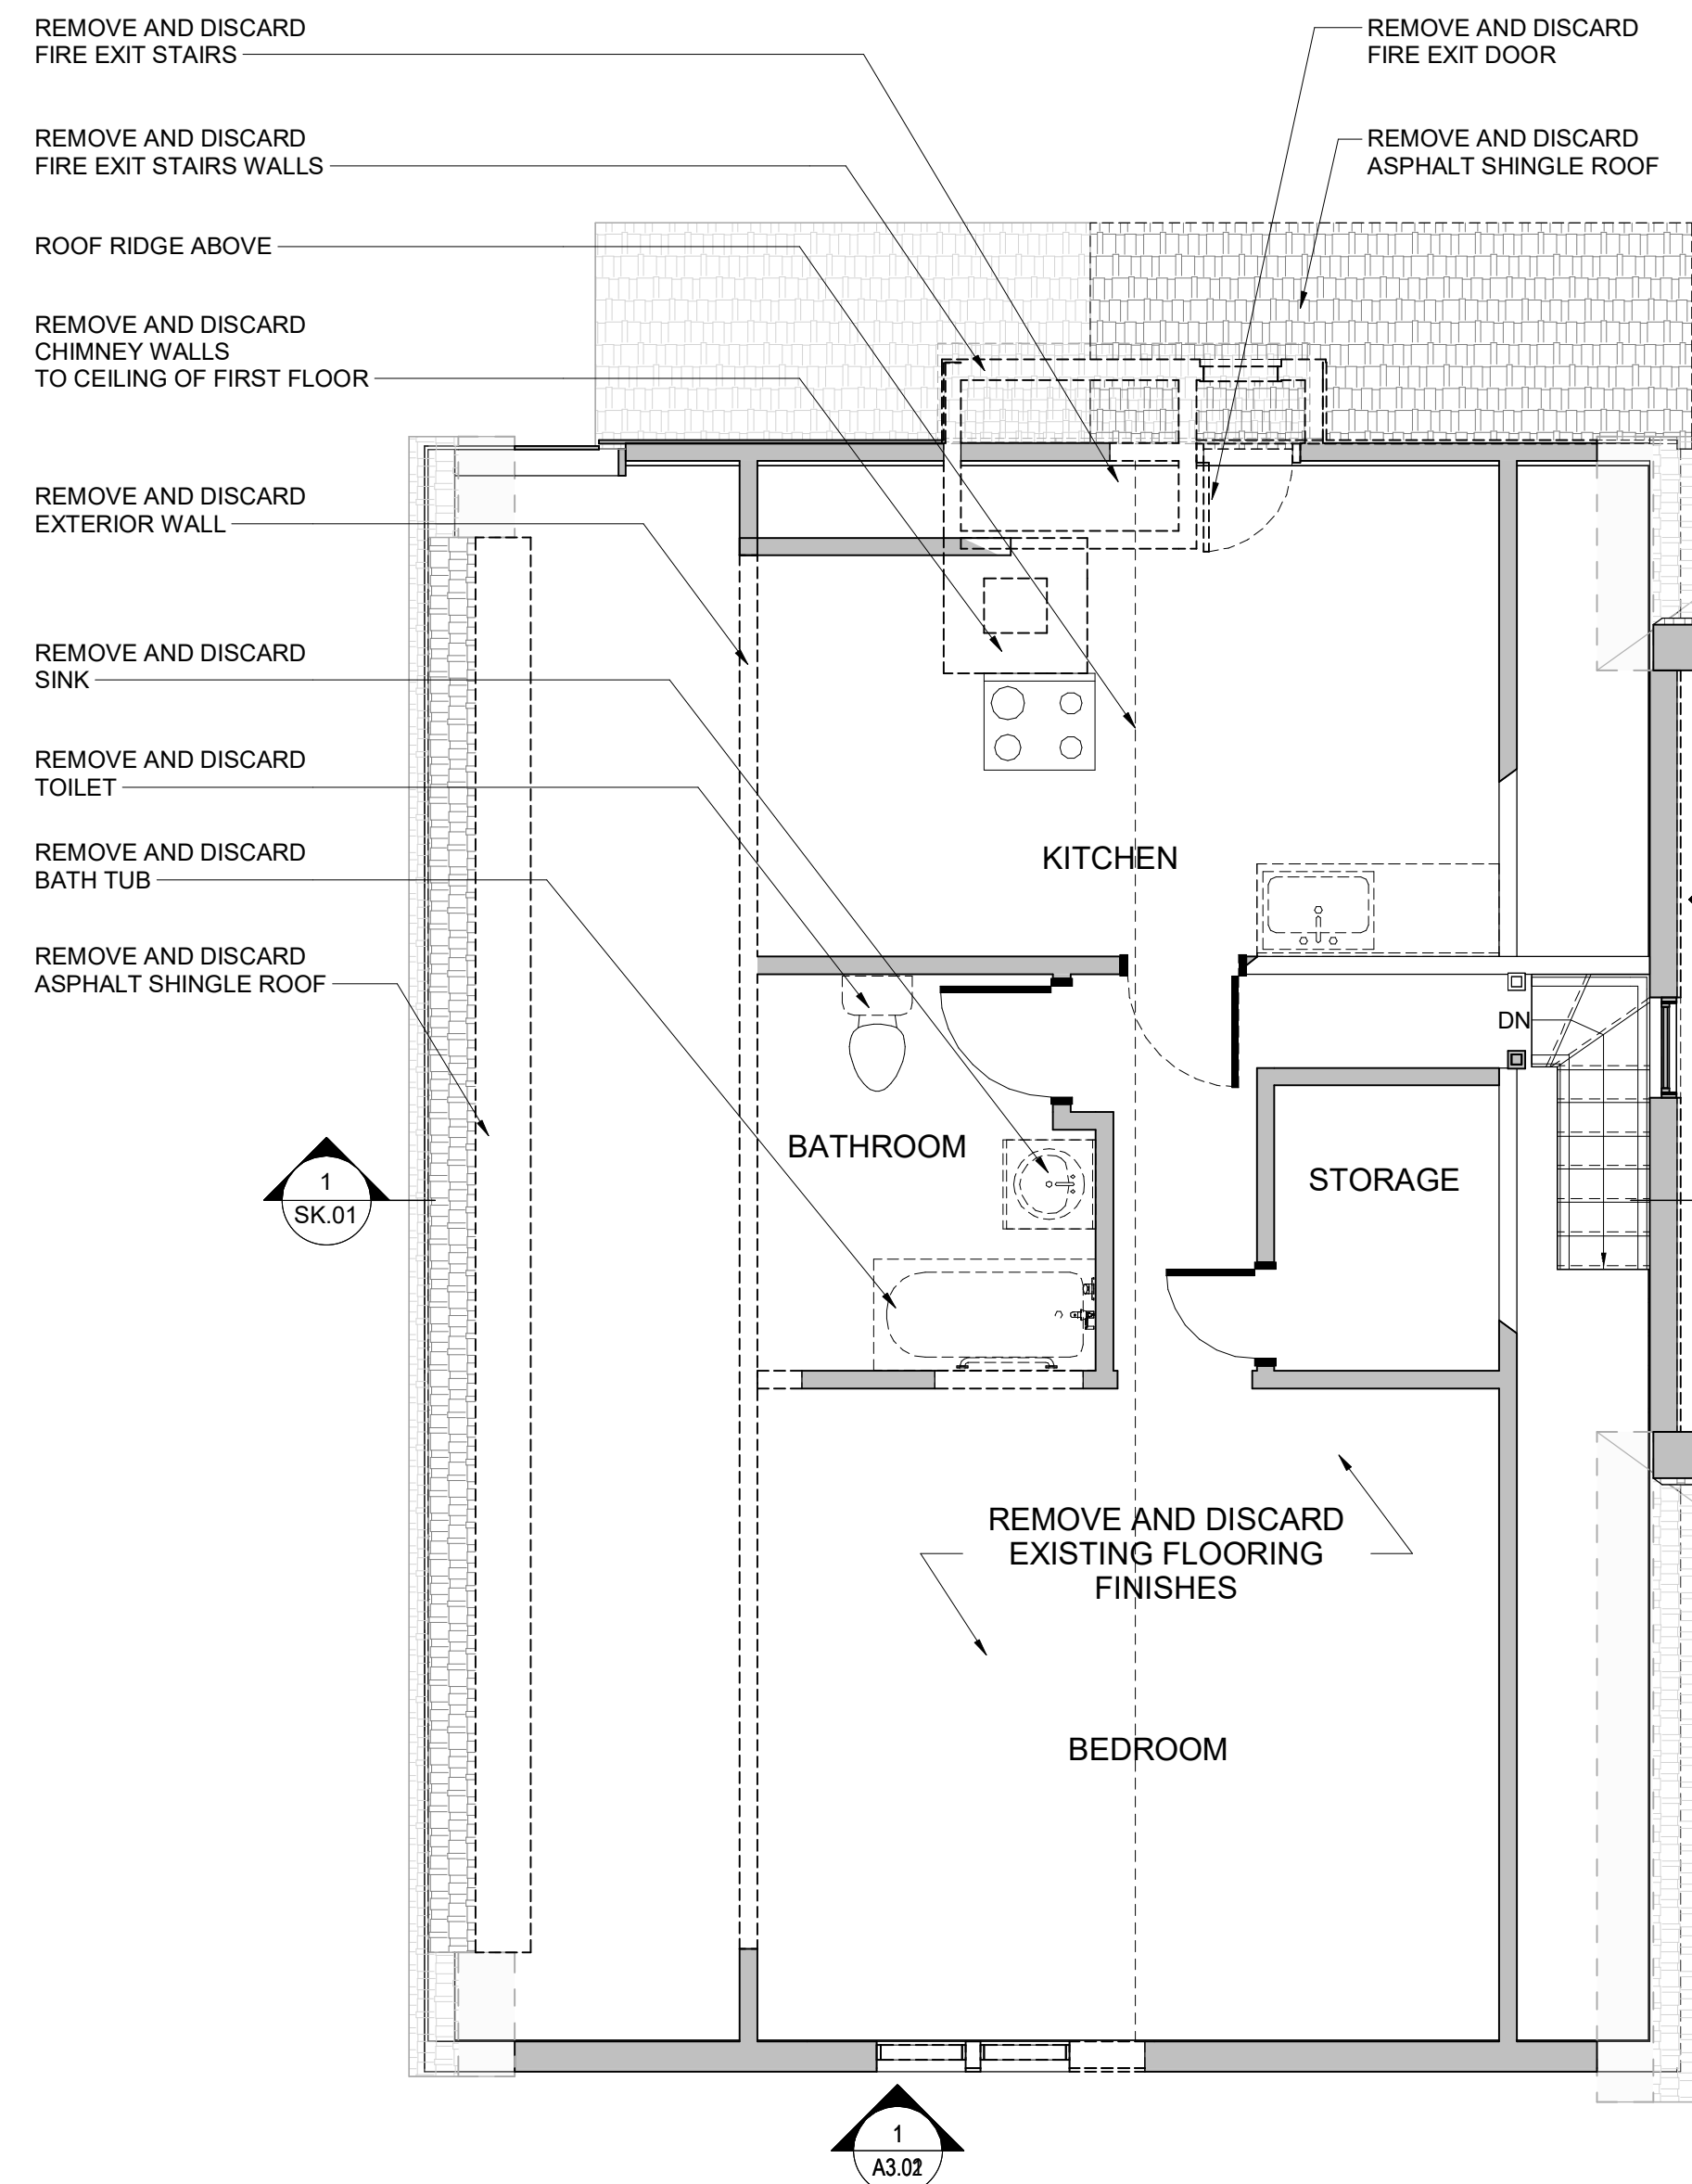 REMOVE AND DISCARD
FIRE EXIT STAIRS
REMOVE AND DISCARD
FIRE EXIT DOOR
REMOVE AND DISCARD
FIRE EXIT STAIRS WALLS
REMOVE AND DISCARD
ASPHALT SHINGLE ROOF
ROOF RIDGE ABOVE
REMOVE AND DISCARD
CHIMNEY WALLS
TO CEILING OF FIRST FLOOR
REMOVE AND DISCARD
EXTERIOR WALL
REMOVE AND DISCARD
SINK
REMOVE AND DISCARD
TOILET
REMOVE AND DISCARD
BATH TUB
REMOVE AND DISCARD
ASPHALT SHINGLE ROOF
KITCHEN
DN
BATHROOM
STORAGE
1
SK.01
REMOVE AND DISCARD
EXISTING FLOORING
FINISHES
BEDROOM
1